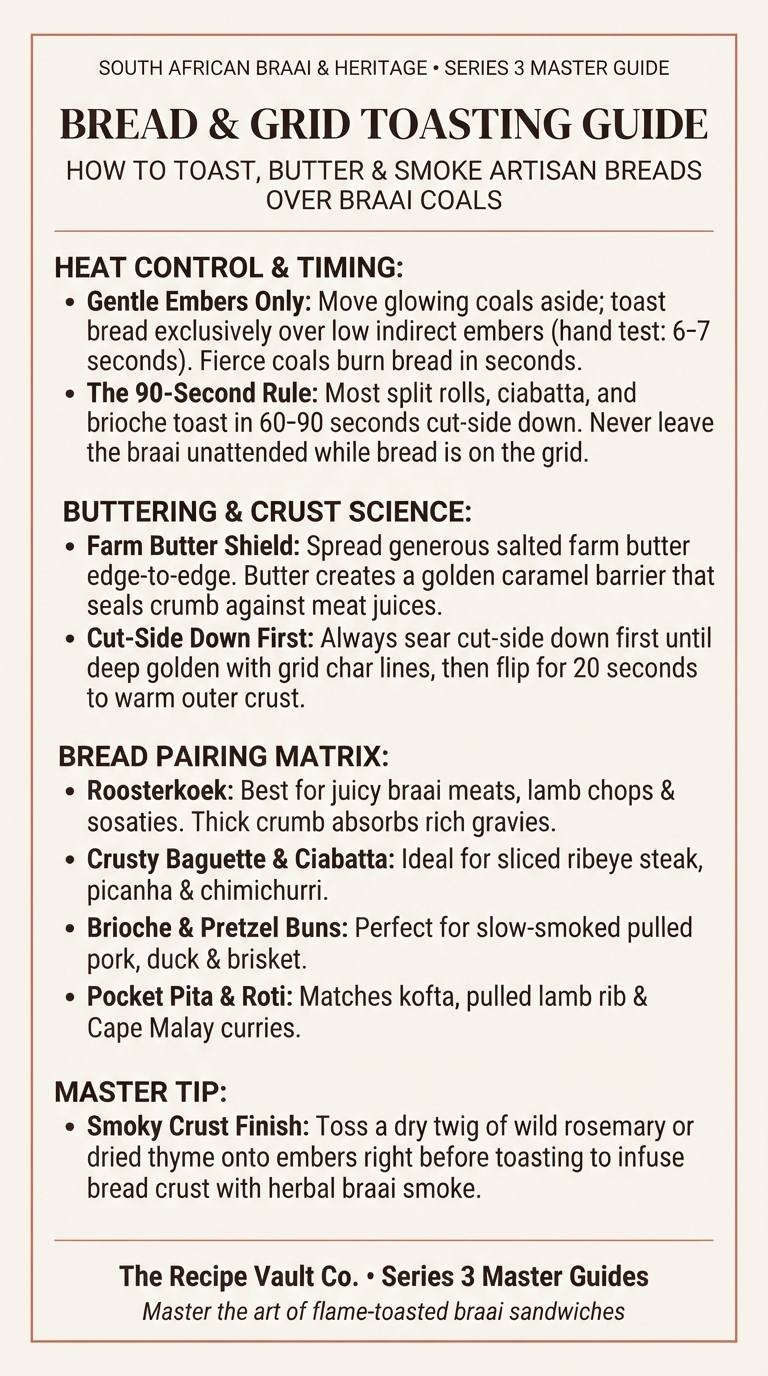 SOUTH AFRICAN BRAAI & HERITAGE • SERIES 3 MASTER GUIDE
BREAD & GRID TOASTING GUIDE
HOW TO TOAST, BUTTER & SMOKE ARTISAN BREADS
OVER BRAAI COALS
HEAT CONTROL & TIMING:
• Gentle Embers Only: Move glowing coals aside; toast
bread exclusively over low indirect embers (hand test: 6–7
seconds). Fierce coals burn bread in seconds.
• The 90-Second Rule: Most split rolls, ciabatta, and
brioche toast in 60–90 seconds cut-side down. Never leave
the braai unattended while bread is on the grid.
BUTTERING & CRUST SCIENCE:
• Farm Butter Shield: Spread generous salted farm butter
edge-to-edge. Butter creates a golden caramel barrier that
seals crumb against meat juices.
• Cut-Side Down First: Always sear cut-side down first until
deep golden with grid char lines, then flip for 20 seconds
to warm outer crust.
BREAD PAIRING MATRIX:
• Roosterkoek: Best for juicy braai meats, lamb chops &
sosaties. Thick crumb absorbs rich gravies.
• Crusty Baguette & Ciabatta: Ideal for sliced ribeye steak,
picanha & chimichurri.
• Brioche & Pretzel Buns: Perfect for slow-smoked pulled
pork, duck & brisket.
• Pocket Pita & Roti: Matches kofta, pulled lamb rib &
Cape Malay curries.
MASTER TIP:
• Smoky Crust Finish: Toss a dry twig of wild rosemary or
dried thyme onto embers right before toasting to infuse
bread crust with herbal braai smoke.
The Recipe Vault Co. • Series 3 Master Guides
Master the art of flame-toasted braai sandwiches